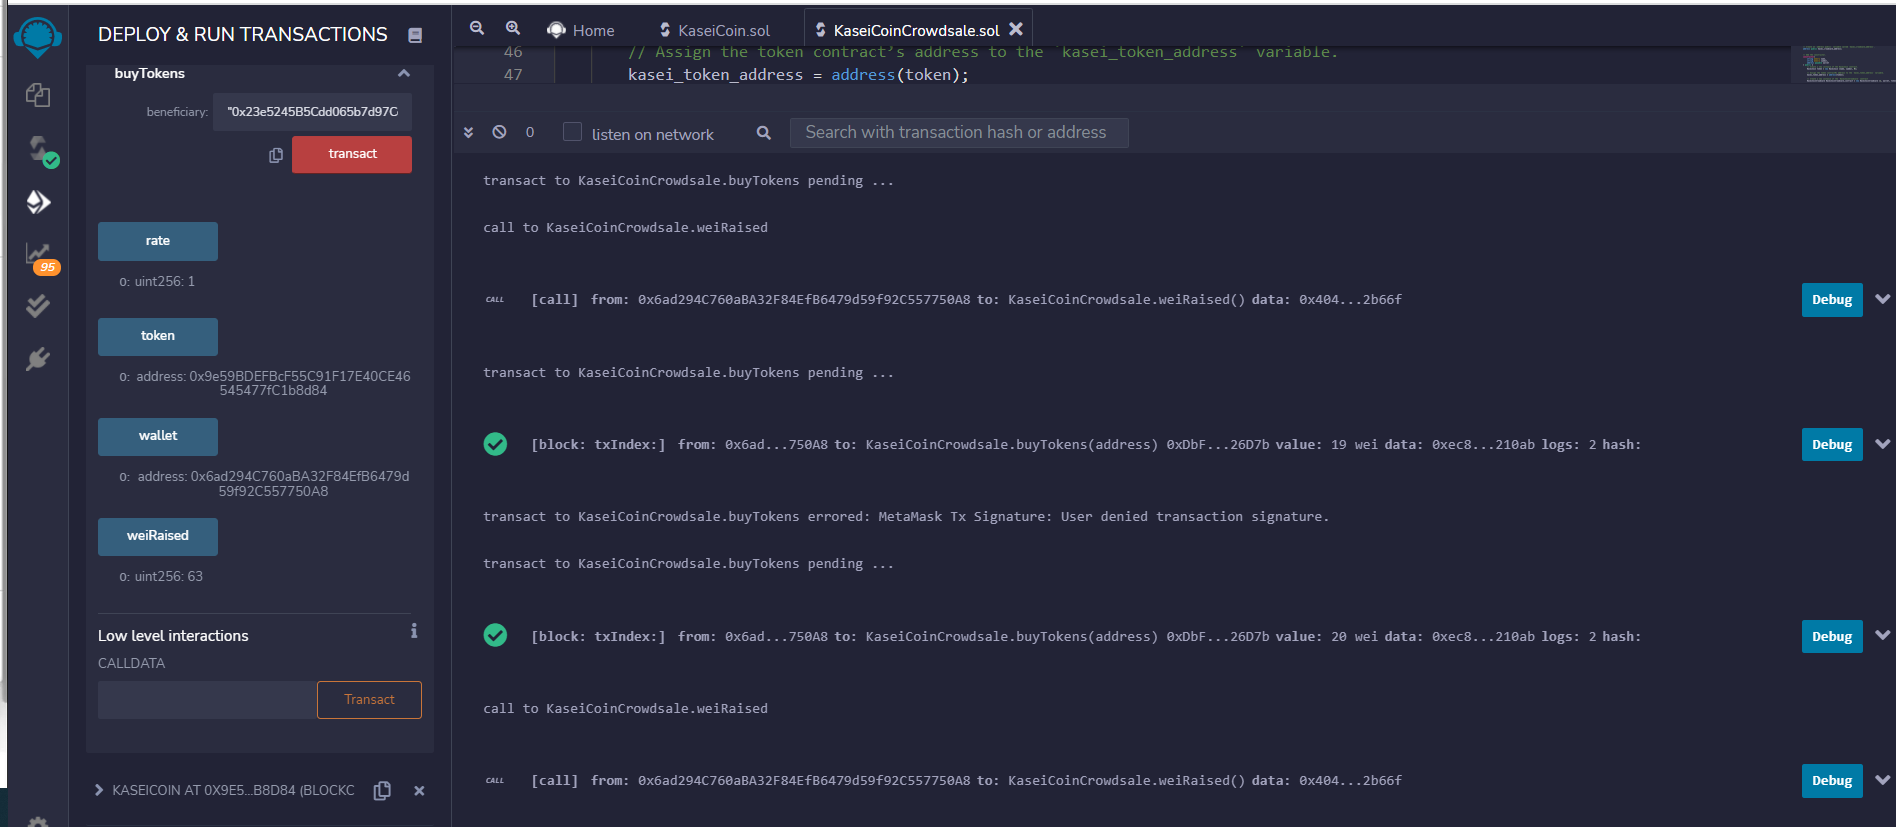 DEPLOY & RUN TRANSACTIONS
buyTokens
beneficiary: "0x23e5245B5Cdd065b7d97C
transact
rate
0: uint256: 1
token
0: address: 0x9e59BDEFBcF55C91F17E40CE46
545477fC1b8d84
wallet
0: address: 0x6ad294C760aBA32F84EfB6479d
59f92C557750A8
weiRaised
0: uint256: 63
Low level interactions
i
CALLDATA
Transact
KASEICOIN AT 0X9E5...B8D84 (BLOCKC
95
Home
KaseiCoin.sol
KaseiCoinCrowdsale.sol
46 // Assign the token contract's address to the `kasei_token_address` variable.
47 kasei_token_address = address(token);
0 listen on network Search with transaction hash or address
transact to KaseiCoinCrowdsale.buyTokens pending ...
call to KaseiCoinCrowdsale.weiRaised
CALL [call] from: 0x6ad294C760aBA32F84EfB6479d59f92C557750A8 to: KaseiCoinCrowdsale.weiRaised() data: 0x404...2b66f Debug
transact to KaseiCoinCrowdsale.buyTokens pending ...
[block: txIndex:] from: 0x6ad...750A8 to: KaseiCoinCrowdsale.buyTokens(address) 0xDbF...26D7b value: 19 wei data: 0xec8...210ab logs: 2 hash: Debug
transact to KaseiCoinCrowdsale.buyTokens errored: MetaMask Tx Signature: User denied transaction signature.
transact to KaseiCoinCrowdsale.buyTokens pending ...
[block: txIndex:] from: 0x6ad...750A8 to: KaseiCoinCrowdsale.buyTokens(address) 0xDbF...26D7b value: 20 wei data: 0xec8...210ab logs: 2 hash: Debug
call to KaseiCoinCrowdsale.weiRaised
CALL [call] from: 0x6ad294C760aBA32F84EfB6479d59f92C557750A8 to: KaseiCoinCrowdsale.weiRaised() data: 0x404...2b66f Debug